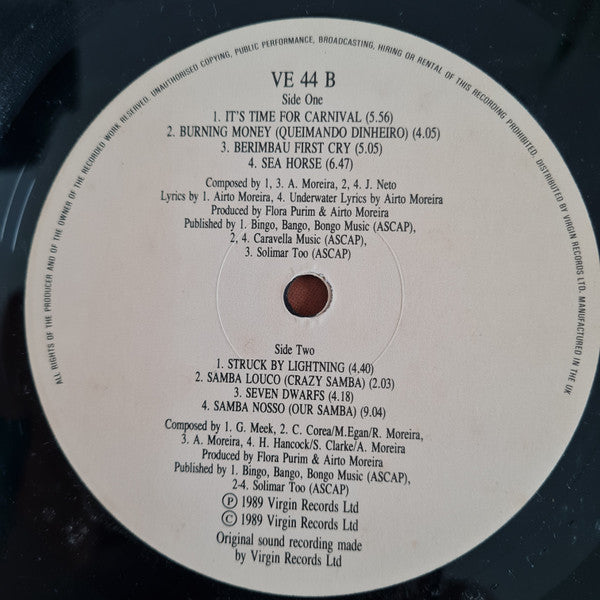 ALL RIGHTS OF THE PRODUCER AND OF THE OWNER OF THE RECORDED WORK RESERVED. UNAUTHORISED COPYING, PUBLIC PERFORMANCE, BROADCASTING, HIRING OR RENTAL OF THIS RECORDING PROHIBITED. DISTRIBUTED BY VIRGIN RECORDS LTD. MANUFACTURED IN THE UK
VE 44 B
Side One
1. IT'S TIME FOR CARNIVAL (5.56)
2. BURNING MONEY (QUEIMANDO DINHEIRO) (4.05)
3. BERIMBAU FIRST CRY (5.05)
4. SEA HORSE (6.47)
Composed by 1, 3. A. Moreira, 2, 4. J. Neto
Lyrics by 1. Airto Moreira, 4. Underwater Lyrics by Airto Moreira
Produced by Flora Purim & Airto Moreira
Published by 1. Bingo, Bango, Bongo Music (ASCAP),
2, 4. Caravella Music (ASCAP),
3. Solimar Too (ASCAP)
Side Two
1. STRUCK BY LIGHTNING (4.40)
2. SAMBA LOUCO (CRAZY SAMBA) (2.03)
3. SEVEN DWARFS (4.18)
4. SAMBA NOSSO (OUR SAMBA) (9.04)
Composed by 1. G. Meek, 2. C. Corea/M.Egan/R. Moreira,
3. A. Moreira, 4. H. Hancock/S. Clarke/A. Moreira
Produced by Flora Purim & Airto Moreira
Published by 1. Bingo, Bango, Bongo Music (ASCAP),
2-4. Solimar Too (ASCAP)
Ⓟ 1989 Virgin Records Ltd
© 1989 Virgin Records Ltd
Original sound recording made
by Virgin Records Ltd